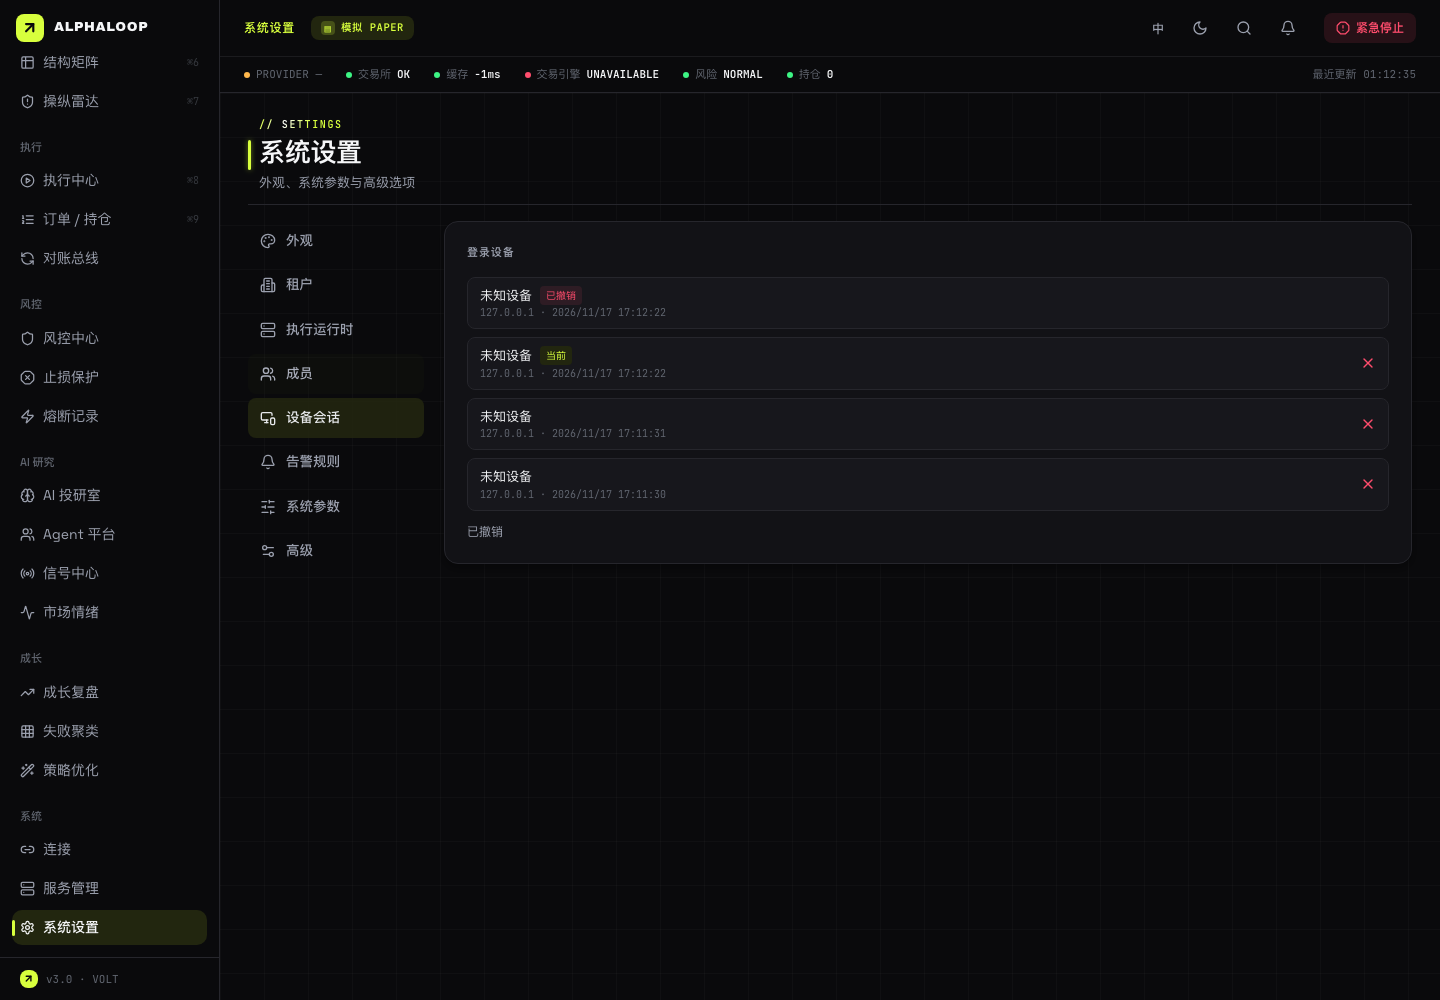 ALPHALOOP
结构矩阵 ⌘6
操纵雷达 ⌘7
执行
执行中心 ⌘8
订单 / 持仓 ⌘9
对账总线
风控
风控中心
止损保护
熔断记录
AI 研究
AI 投研室
Agent 平台
信号中心
市场情绪
成长
成长复盘
失败聚类
策略优化
系统
连接
服务管理
系统设置
v3.0 · VOLT
系统设置 模拟 PAPER 中 紧急停止
PROVIDER — 交易所 OK 缓存 -1ms 交易引擎 UNAVAILABLE 风险 NORMAL 持仓 0 最近更新 01:12:35
// SETTINGS
系统设置
外观、系统参数与高级选项
外观
租户
执行运行时
成员
设备会话
告警规则
系统参数
高级
登录设备
未知设备 已撤销
127.0.0.1 · 2026/11/17 17:12:22
未知设备 当前
127.0.0.1 · 2026/11/17 17:12:22
未知设备
127.0.0.1 · 2026/11/17 17:11:31
未知设备
127.0.0.1 · 2026/11/17 17:11:30
已撤销